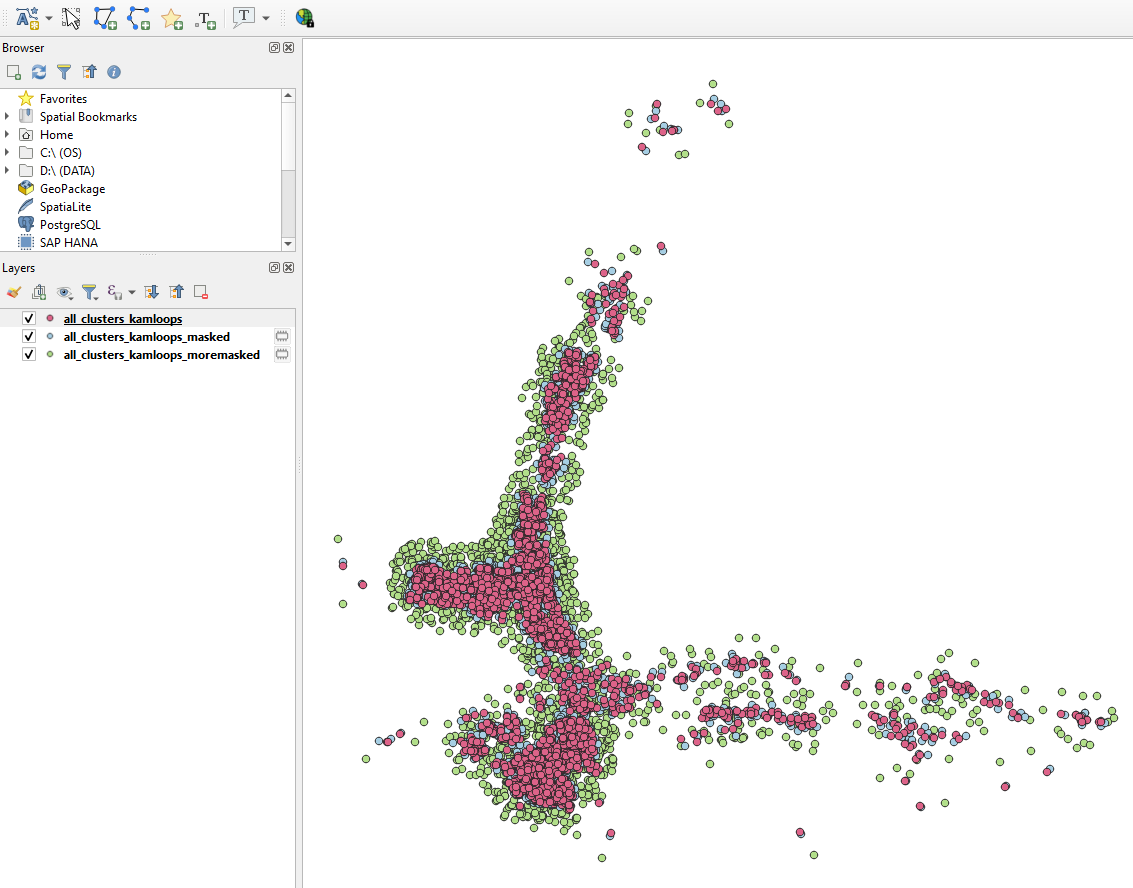 Browser
Favorites
Spatial Bookmarks
Home
C:\ (OS)
D:\ (DATA)
GeoPackage
SpatiaLite
PostgreSQL
SAP HANA
Layers
all_clusters_kamloops
all_clusters_kamloops_masked
all_clusters_kamloops_moremasked